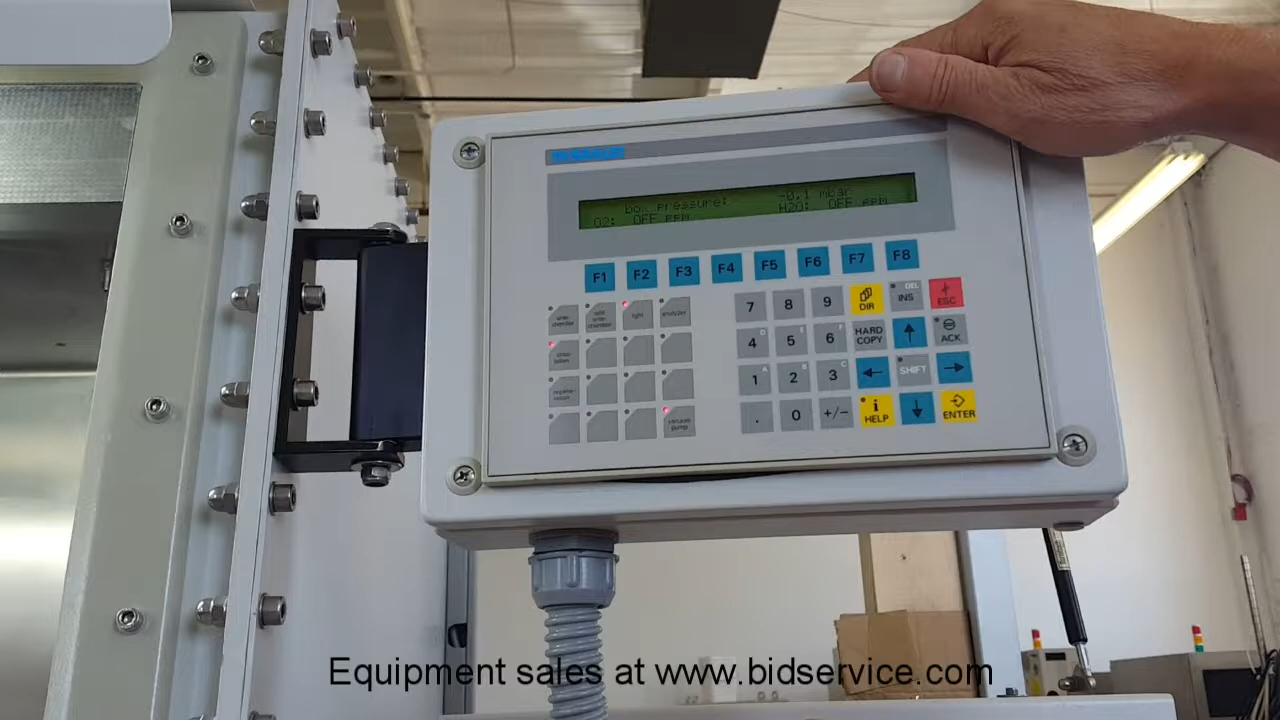 box pressure: -0.1 mbar
O2: OFF ppm H2O: OFF ppm
F1 F2 F3 F4 F5 F6 F7 F8
light analyzer
7 8 9 DIR DEL INS ESC
4 D 5 E 6 F HARD COPY ACK
1 A 2 B 3 C SHIFT
. 0 +/- i HELP ENTER
vacuum pump
Equipment sales at www.bidservice.com